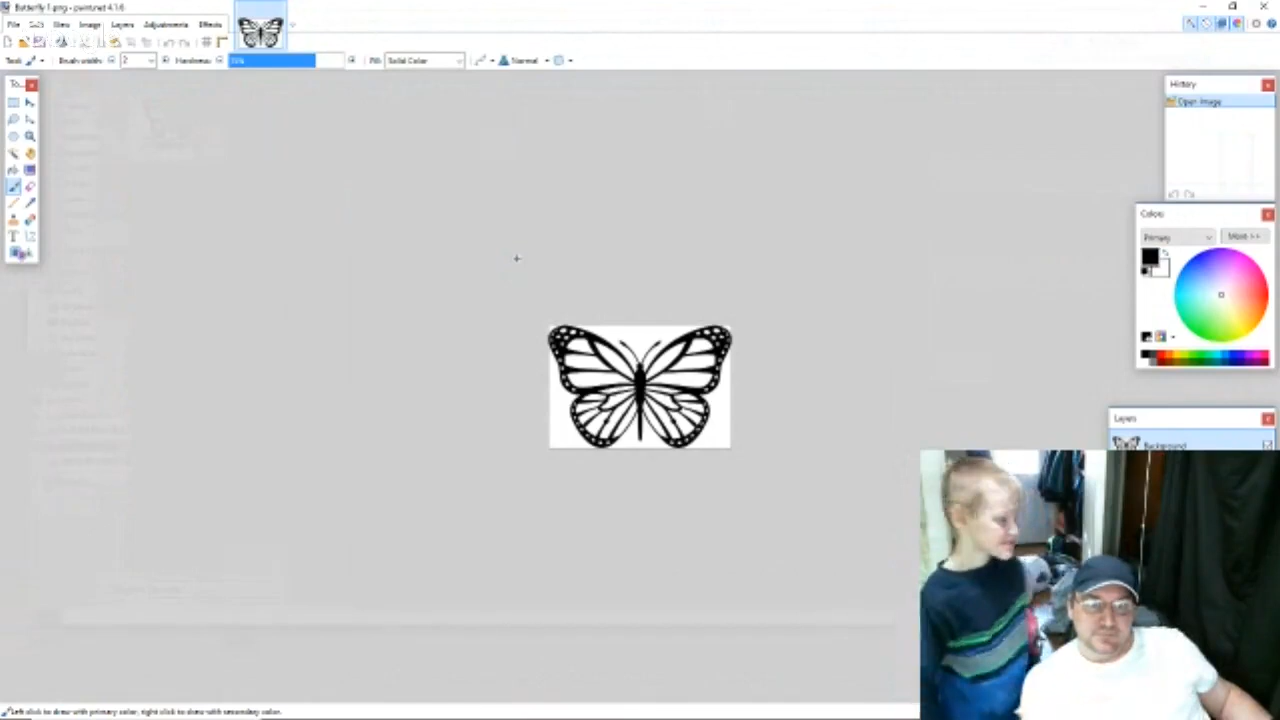 Butterfly 1.png - paint.net 4.1.6
File Edit View Image Layers Adjustments Effects
Tool: Brush width: 2 Hardness: Fill: Solid Color Normal
History
Open Image
Colors
Primary More >>
Layers
Background
Left click to draw with primary color, right click to draw with secondary color.